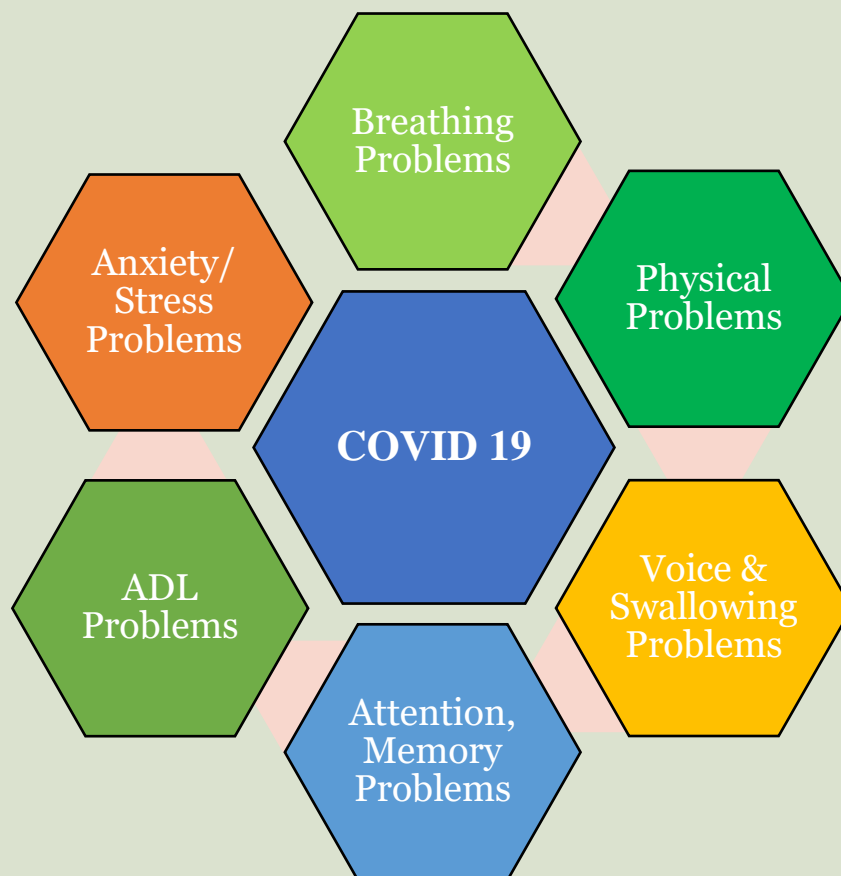 Breathing
Problems
Physical
Problems
Voice &
Swallowing
Problems
Attention,
Memory
Problems
ADL
Problems
Anxiety/
Stress
Problems
COVID 19